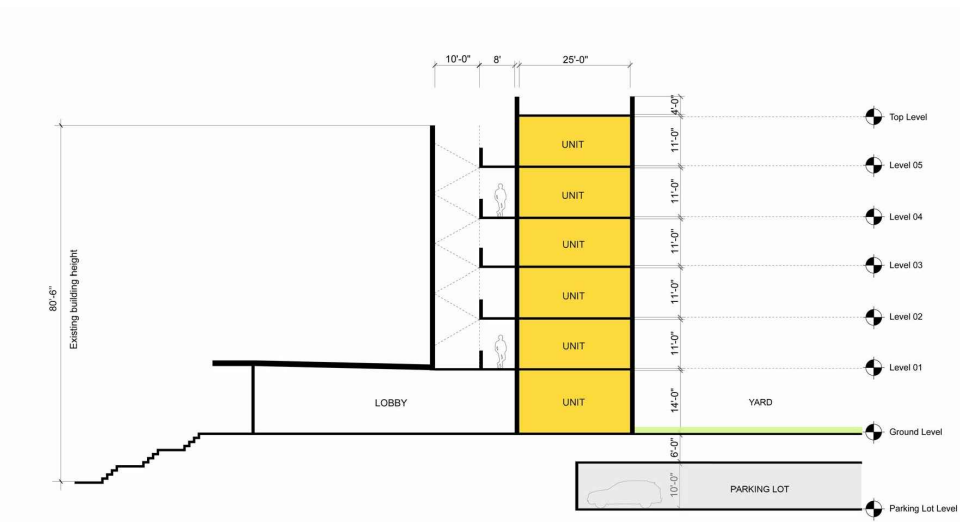 10'-0" 8' 25'-0"
4'-0"
Top Level
UNIT
11'-0"
Level 05
UNIT
11'-0"
Level 04
UNIT
11'-0"
Level 03
80'-6"
Existing building height
UNIT
11'-0"
Level 02
UNIT
11'-0"
Level 01
LOBBY
UNIT
14'-0"
YARD
Ground Level
6'-0"
10'-0"
PARKING LOT
Parking Lot Level